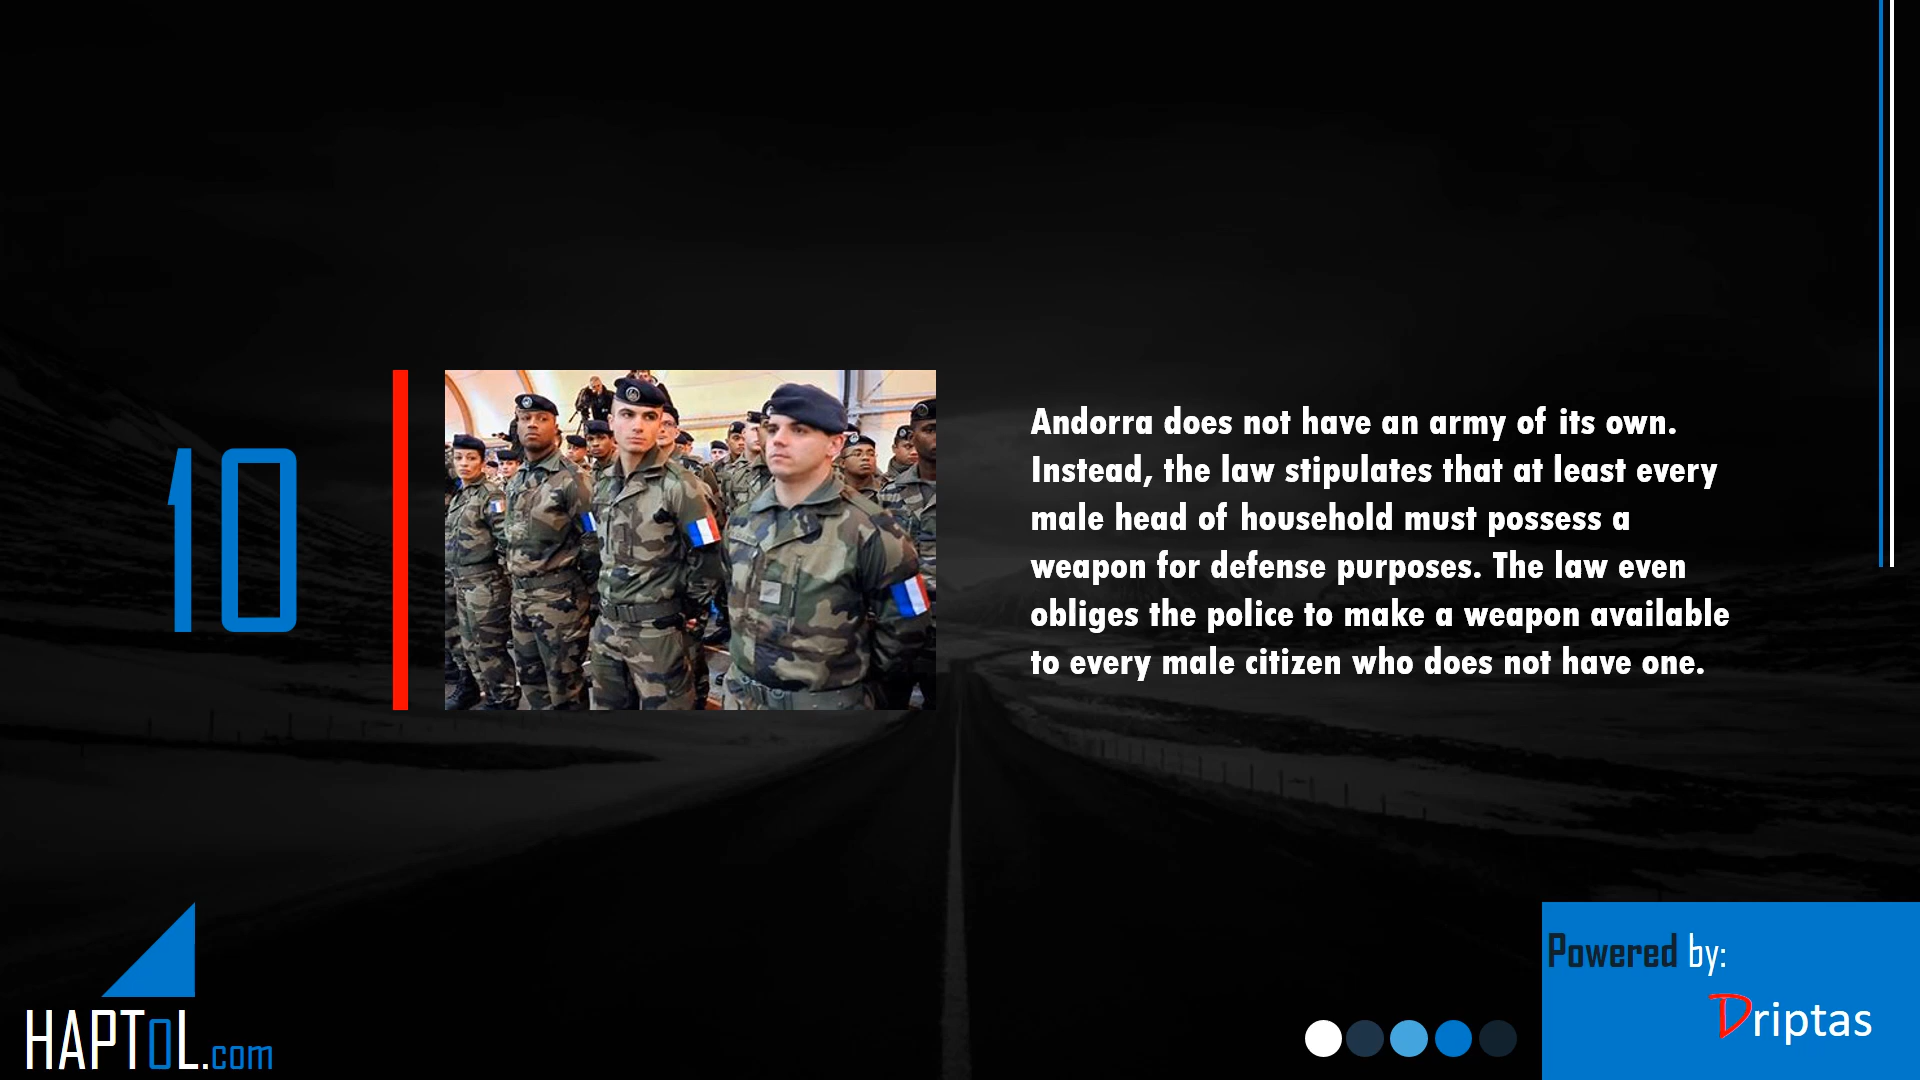 10
Andorra does not have an army of its own.
Instead, the law stipulates that at least every
male head of household must possess a
weapon for defense purposes. The law even
obliges the police to make a weapon available
to every male citizen who does not have one.
HAPTOL.com
Powered by:
Driptas